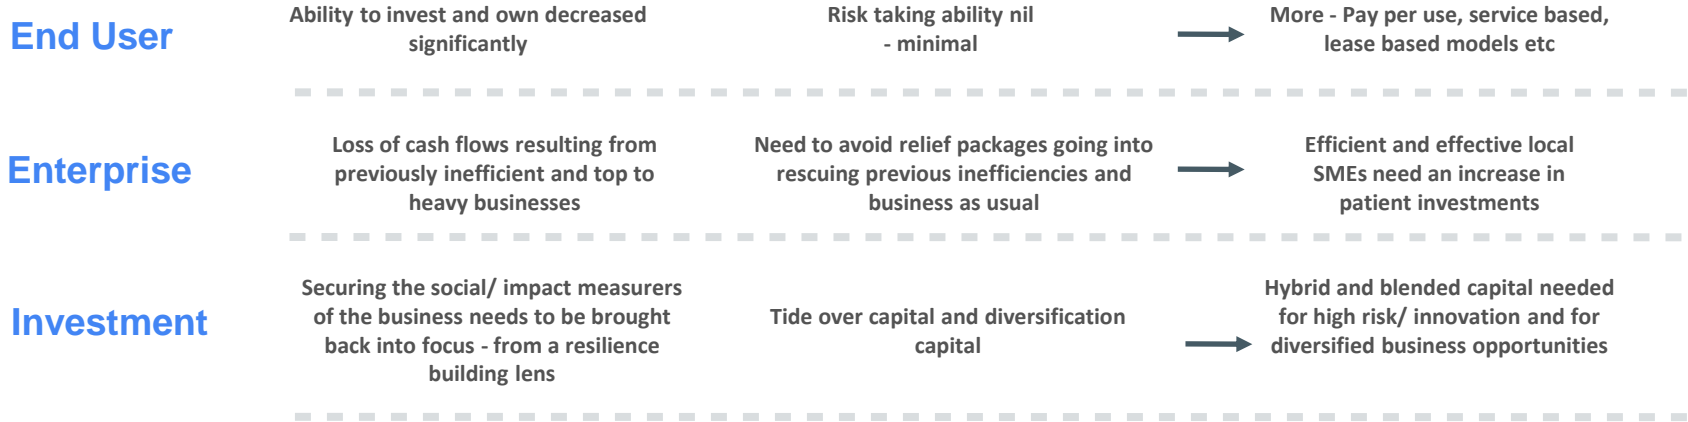 End User
Ability to invest and own decreased
significantly
Risk taking ability nil
- minimal
More - Pay per use, service based,
lease based models etc
Enterprise
Loss of cash flows resulting from
previously inefficient and top to
heavy businesses
Need to avoid relief packages going into
rescuing previous inefficiencies and
business as usual
Efficient and effective local
SMEs need an increase in
patient investments
Investment
Securing the social/ impact measurers
of the business needs to be brought
back into focus - from a resilience
building lens
Tide over capital and diversification
capital
Hybrid and blended capital needed
for high risk/ innovation and for
diversified business opportunities